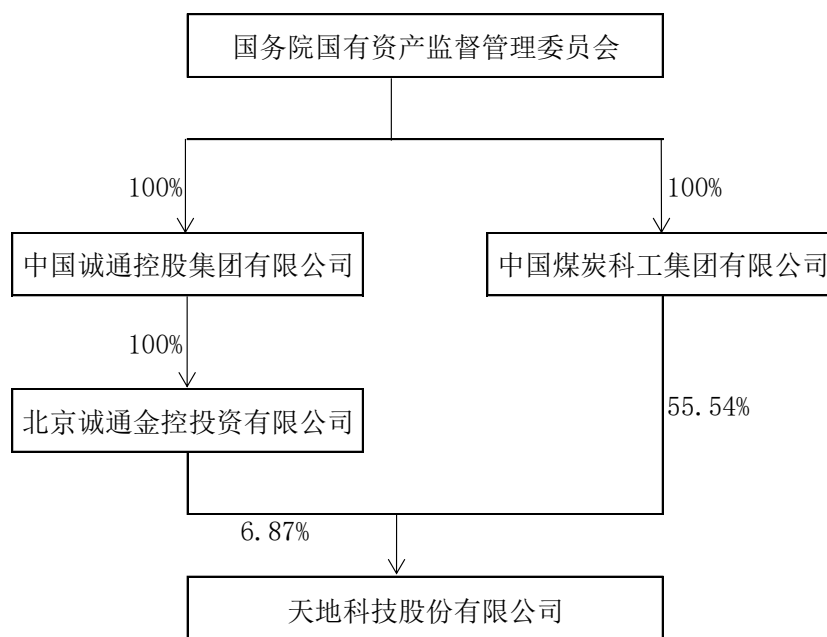 国务院国有资产监督管理委员会
100%
100%
中国诚通控股集团有限公司
中国煤炭科工集团有限公司
100%
北京诚通金控投资有限公司
55.54%
6.87%
天地科技股份有限公司